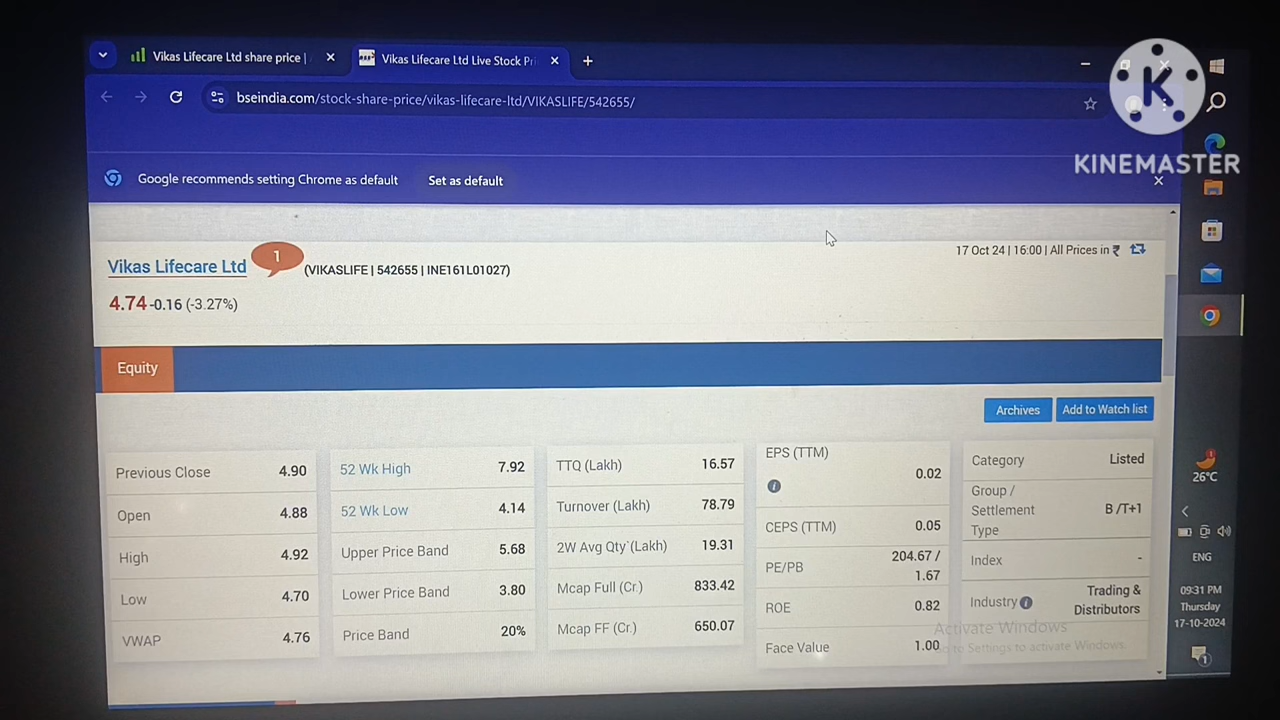 Vikas Lifecare Ltd share price |
Vikas Lifecare Ltd Live Stock Pri
bseindia.com/stock-share-price/vikas-lifecare-ltd/VIKASLIFE/542655/
K
KINEMASTER
Google recommends setting Chrome as default
Set as default
17 Oct 24 | 16:00 | All Prices in ₹
Vikas Lifecare Ltd
1
(VIKASLIFE | 542655 | INE161L01027)
4.74 -0.16 (-3.27%)
Equity
Archives
Add to Watch list
Previous Close 4.90
Open 4.88
High 4.92
Low 4.70
VWAP 4.76
52 Wk High 7.92
52 Wk Low 4.14
Upper Price Band 5.68
Lower Price Band 3.80
Price Band 20%
TTQ (Lakh) 16.57
Turnover (Lakh) 78.79
2W Avg Qty (Lakh) 19.31
Mcap Full (Cr.) 833.42
Mcap FF (Cr.) 650.07
EPS (TTM) 0.02
CEPS (TTM) 0.05
PE/PB 204.67 /
1.67
ROE 0.82
Face Value 1.00
Category Listed
Group /
Settlement B /T+1
Type
Index -
Industry Trading &
Distributors
Activate Windows
Go to Settings to activate Windows.
26°C
ENG
09:31 PM
Thursday
17-10-2024
1